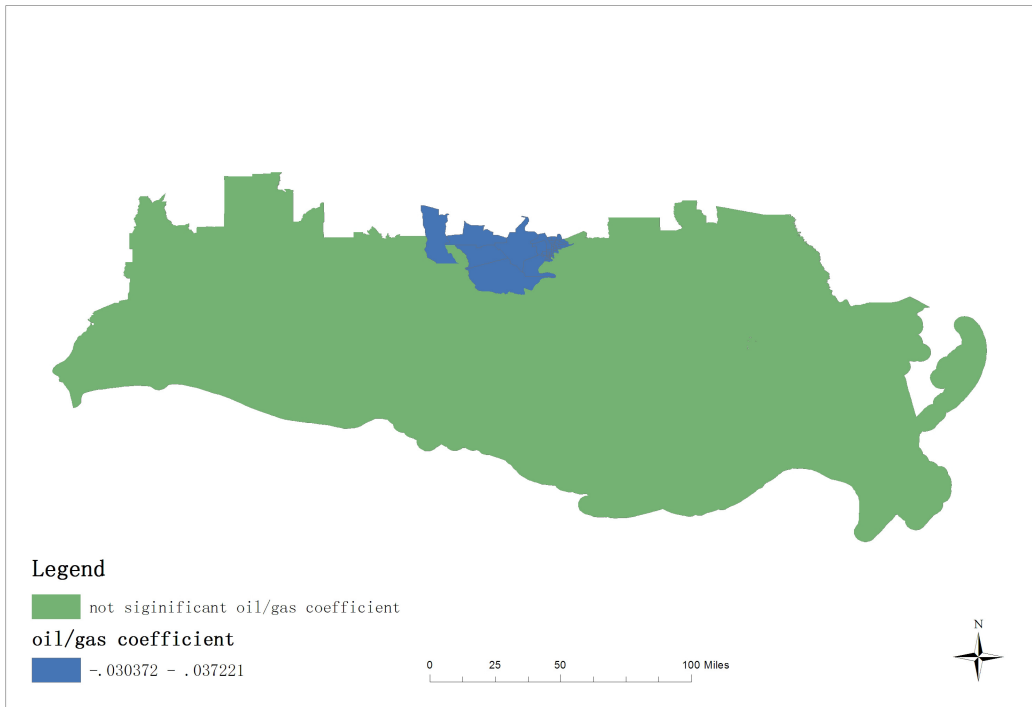 Legend
not siginificant oil/gas coefficient
oil/gas coefficient
-.030372 - .037221
0 25 50 100 Miles
N